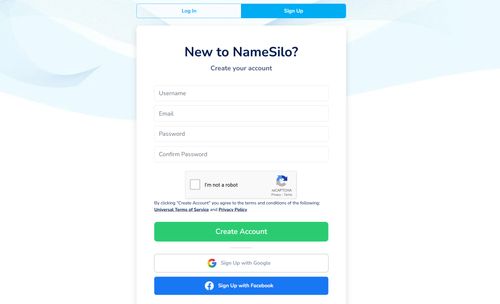 Log In
Sign Up
New to NameSilo?
Create your account
Username
Email
Password
Confirm Password
I'm not a robot
reCAPTCHA
Privacy - Terms
By clicking "Create Account" you agree to the terms and conditions of the following:
Universal Terms of Service and Privacy Policy
Create Account
Sign Up with Google
Sign Up with Facebook